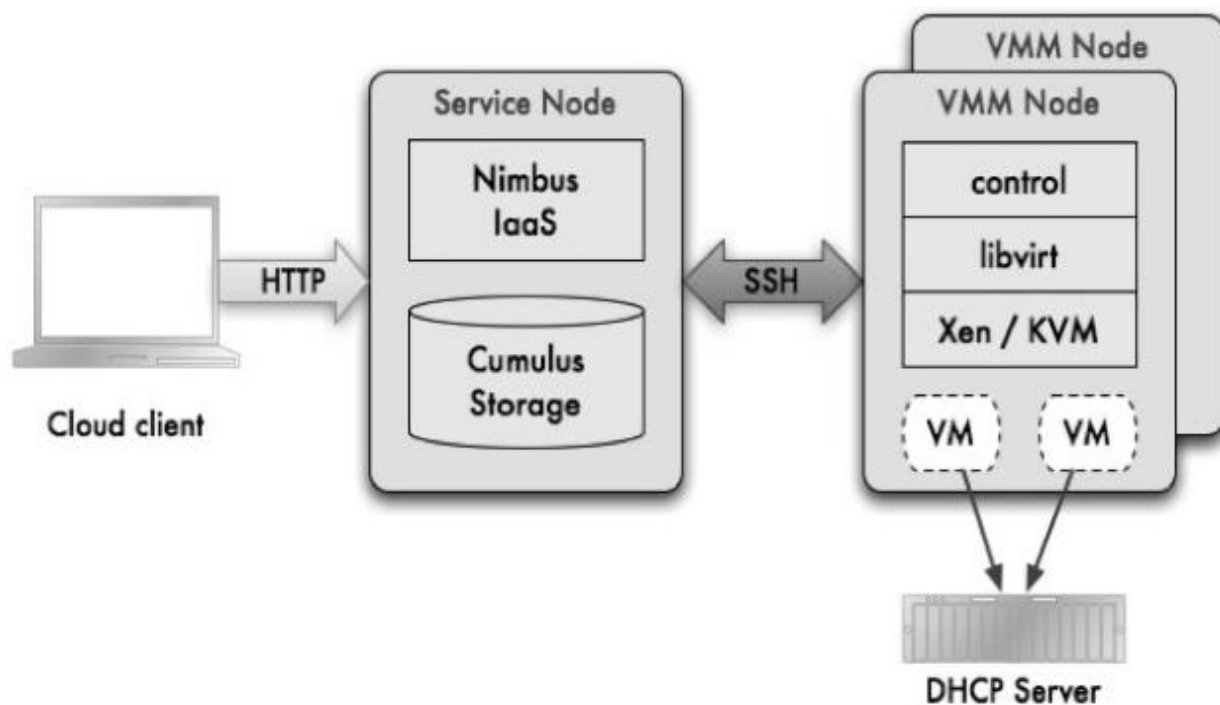 VMM Node
Service Node
VMM Node
Nimbus
IaaS
control
libvirt
Xen / KVM
HTTP
SSH
Cumulus
Storage
VM
VM
Cloud client
DHCP Server